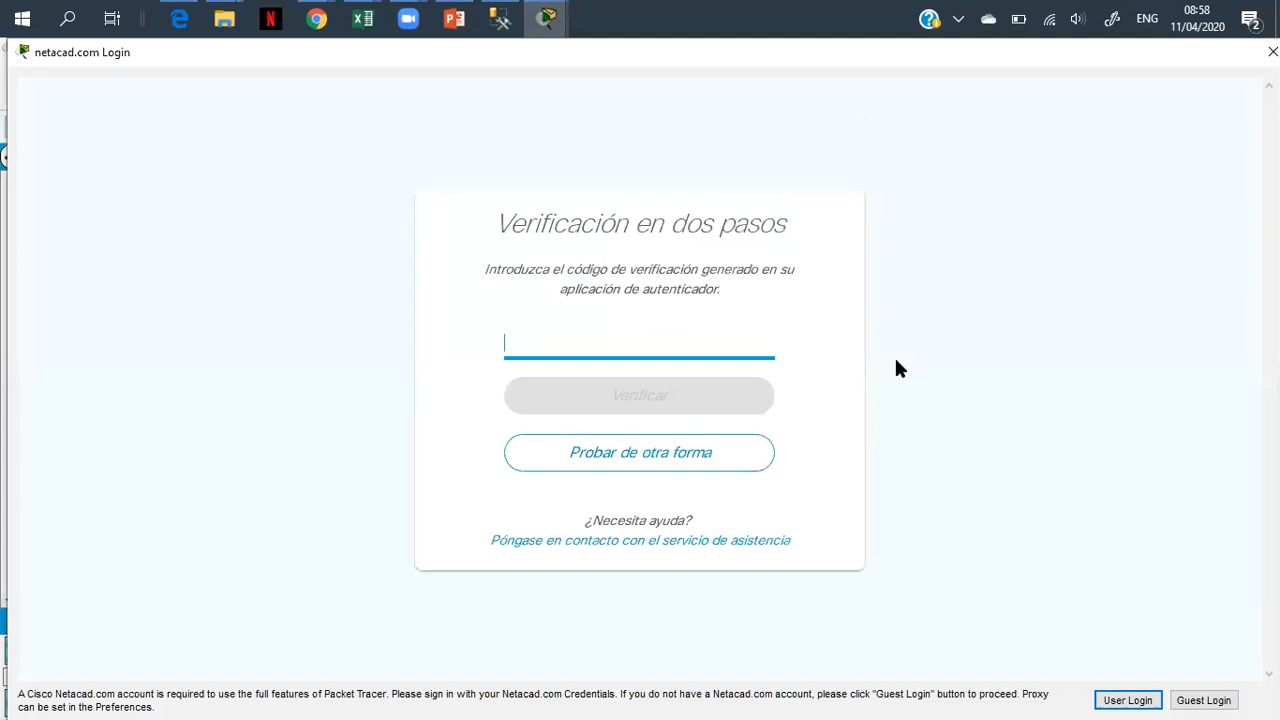 ENG
08:58
11/04/2020
2
netacad.com Login
Verificación en dos pasos
Introduzca el código de verificación generado en su
aplicación de autenticador.
Verificar
Probar de otra forma
¿Necesita ayuda?
Póngase en contacto con el servicio de asistencia
A Cisco Netacad.com account is required to use the full features of Packet Tracer. Please sign in with your Netacad.com Credentials. If you do not have a Netacad.com account, please click "Guest Login" button to proceed. Proxy
can be set in the Preferences.
User Login
Guest Login